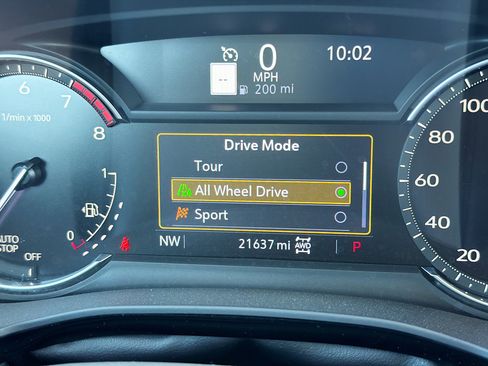 0
10:02
--
MPH
200 mi
6
7
8
1/min x 1000
Drive Mode
Tour
All Wheel Drive
Sport
1
0
AUTO
STOP
OFF
NW
21637 mi
AWD
P
100
80
60
40
20